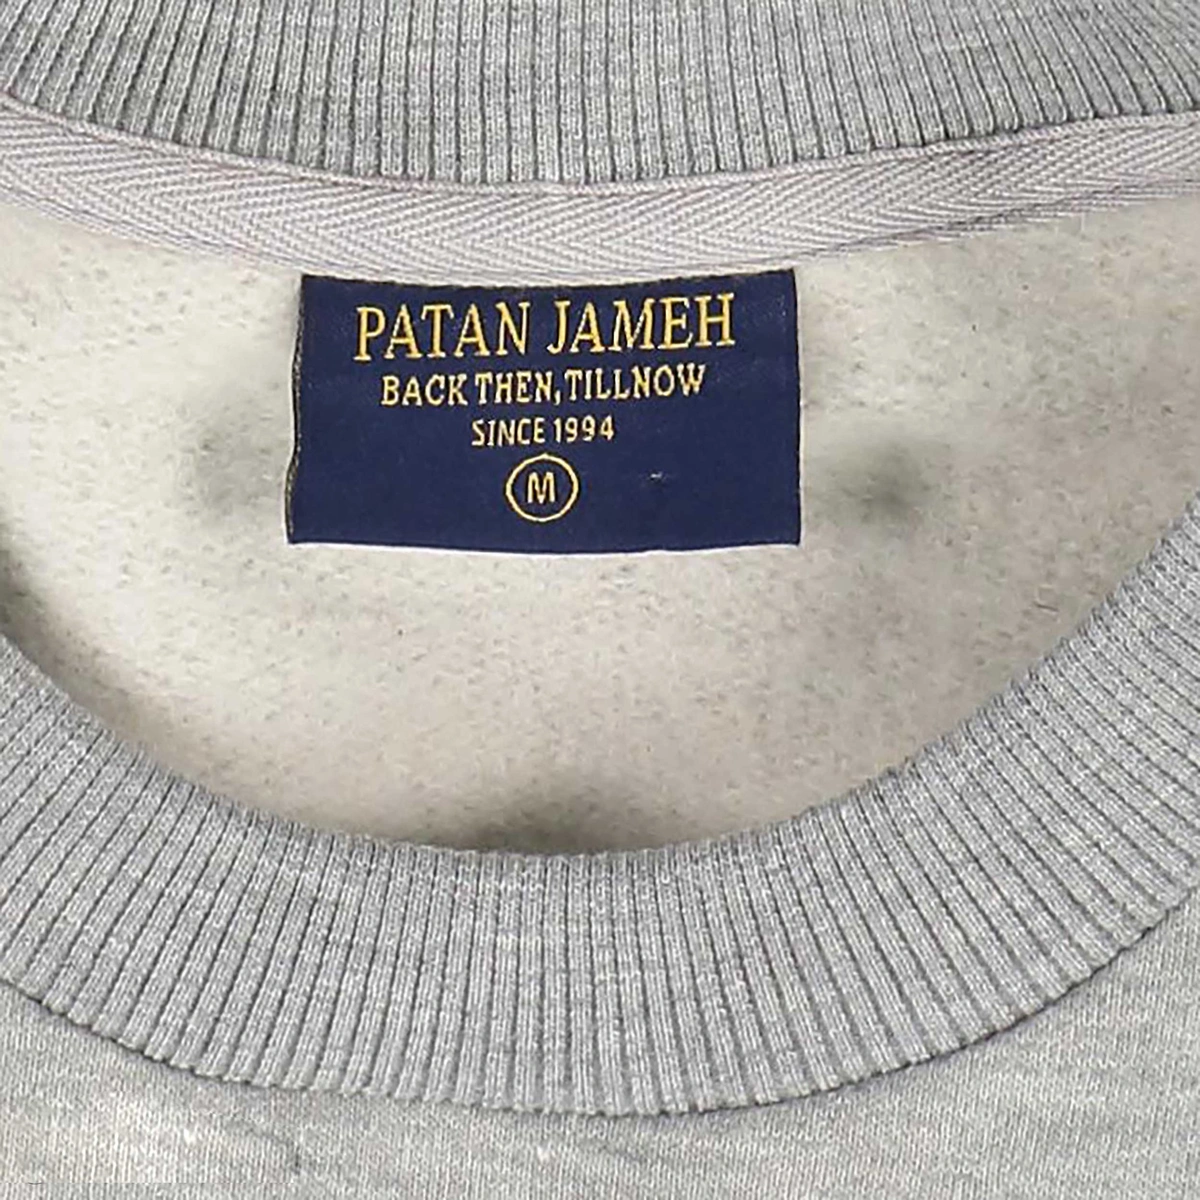 PATAN JAMEH
BACK THEN, TILLNOW
SINCE 1994
M